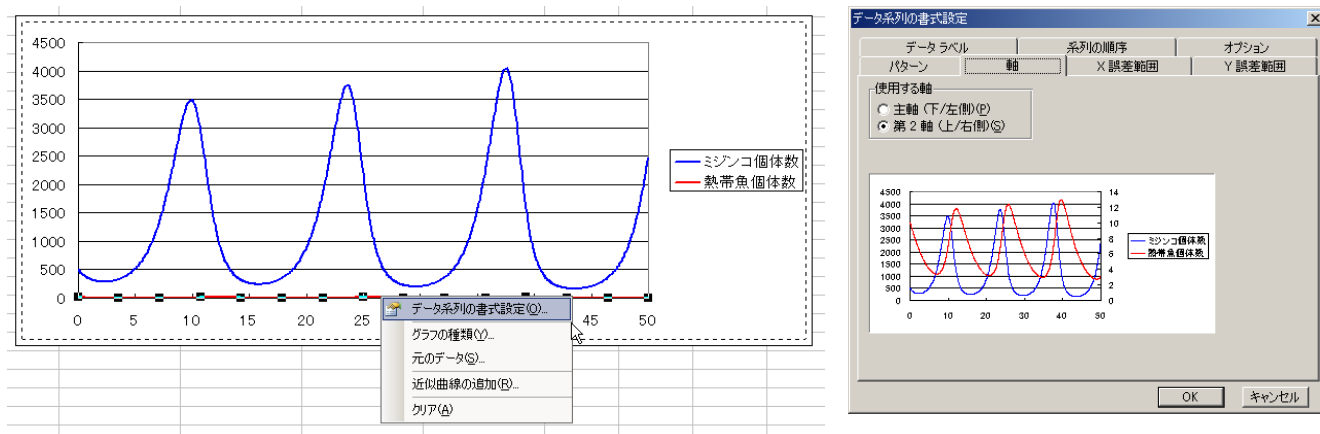 4500
4000
3500
3000
2500
2000
1500
1000
500
0
0 5 10 15 20 25 45 50
ミジンコ個体数
熱帯魚個体数
データ系列の書式設定(O)...
グラフの種類(Y)...
元のデータ(S)...
近似曲線の追加(R)...
クリア(A)
データ系列の書式設定
データ ラベル 系列の順序 オプション
パターン 軸 X 誤差範囲 Y 誤差範囲
使用する軸
主軸 (下/左側)(P)
第 2 軸 (上/右側)(S)
4500
4000
3500
3000
2500
2000
1500
1000
500
0
14
12
10
8
6
4
2
0
0 10 20 30 40 50
ミジンコ個体数
熱帯魚個体数
OK キャンセル